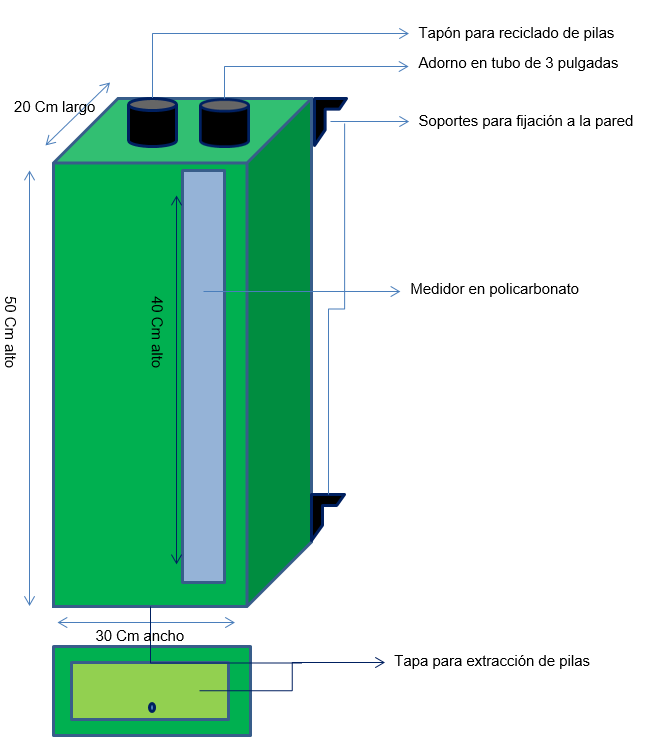 Tapón para reciclado de pilas
Adorno en tubo de 3 pulgadas
20 Cm largo
Soportes para fijación a la pared
Medidor en policarbonato
50 Cm alto
40 Cm alto
30 Cm ancho
Tapa para extracción de pilas